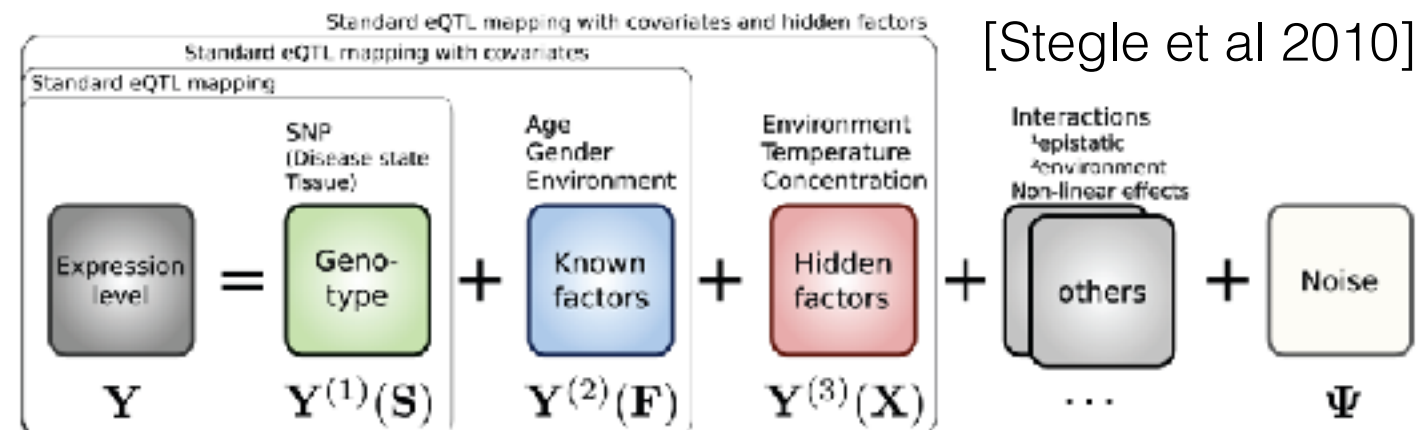 Standard eQTL mapping with covariates and hidden factors
[Stegle et al 2010]
Standard eQTL mapping with covariates
Standard eQTL mapping
SNP
(Disease state
Tissue)
Age
Gender
Environment
Environment
Temperature
Concentration
Interactions
¹epistatic
²environment
Non-linear effects
Expression
level
=
Geno-
type
+
Known
factors
+
Hidden
factors
+
others
+
Noise
Y
Y⁽¹⁾(S)
Y⁽²⁾(F)
Y⁽³⁾(X)
...
Ψ